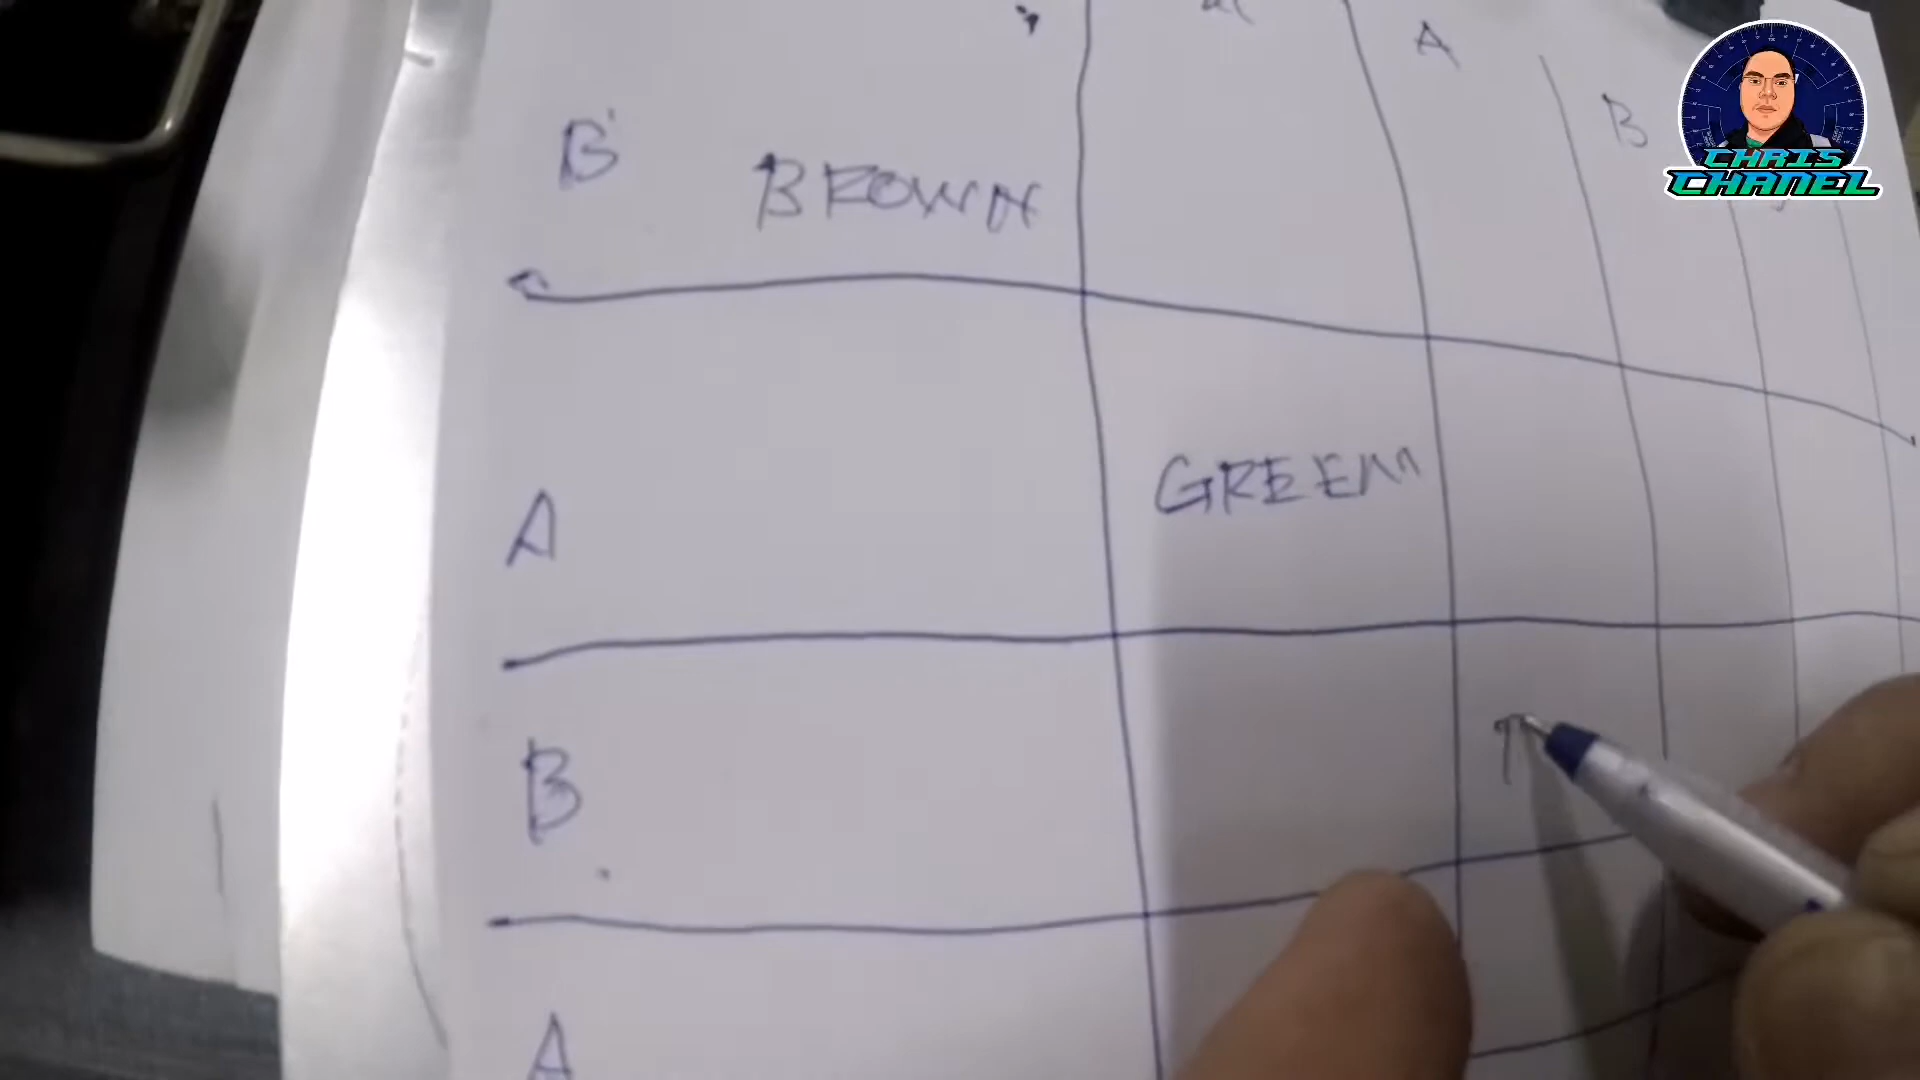 A
B
B BROWN
CHRIS
CHANEL
A GREEN
B
A